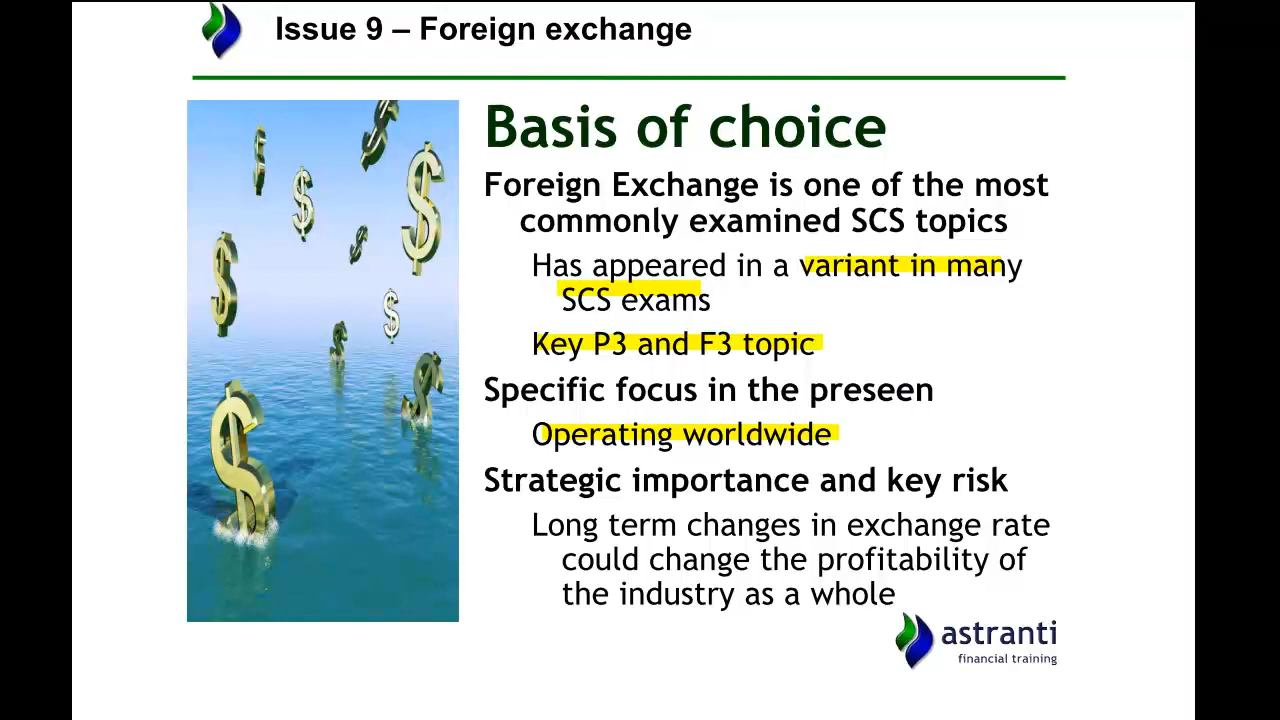 Issue 9 – Foreign exchange
Basis of choice
Foreign Exchange is one of the most
commonly examined SCS topics
Has appeared in a variant in many
SCS exams
Key P3 and F3 topic
Specific focus in the preseen
Operating worldwide
Strategic importance and key risk
Long term changes in exchange rate
could change the profitability of
the industry as a whole
astranti
financial training